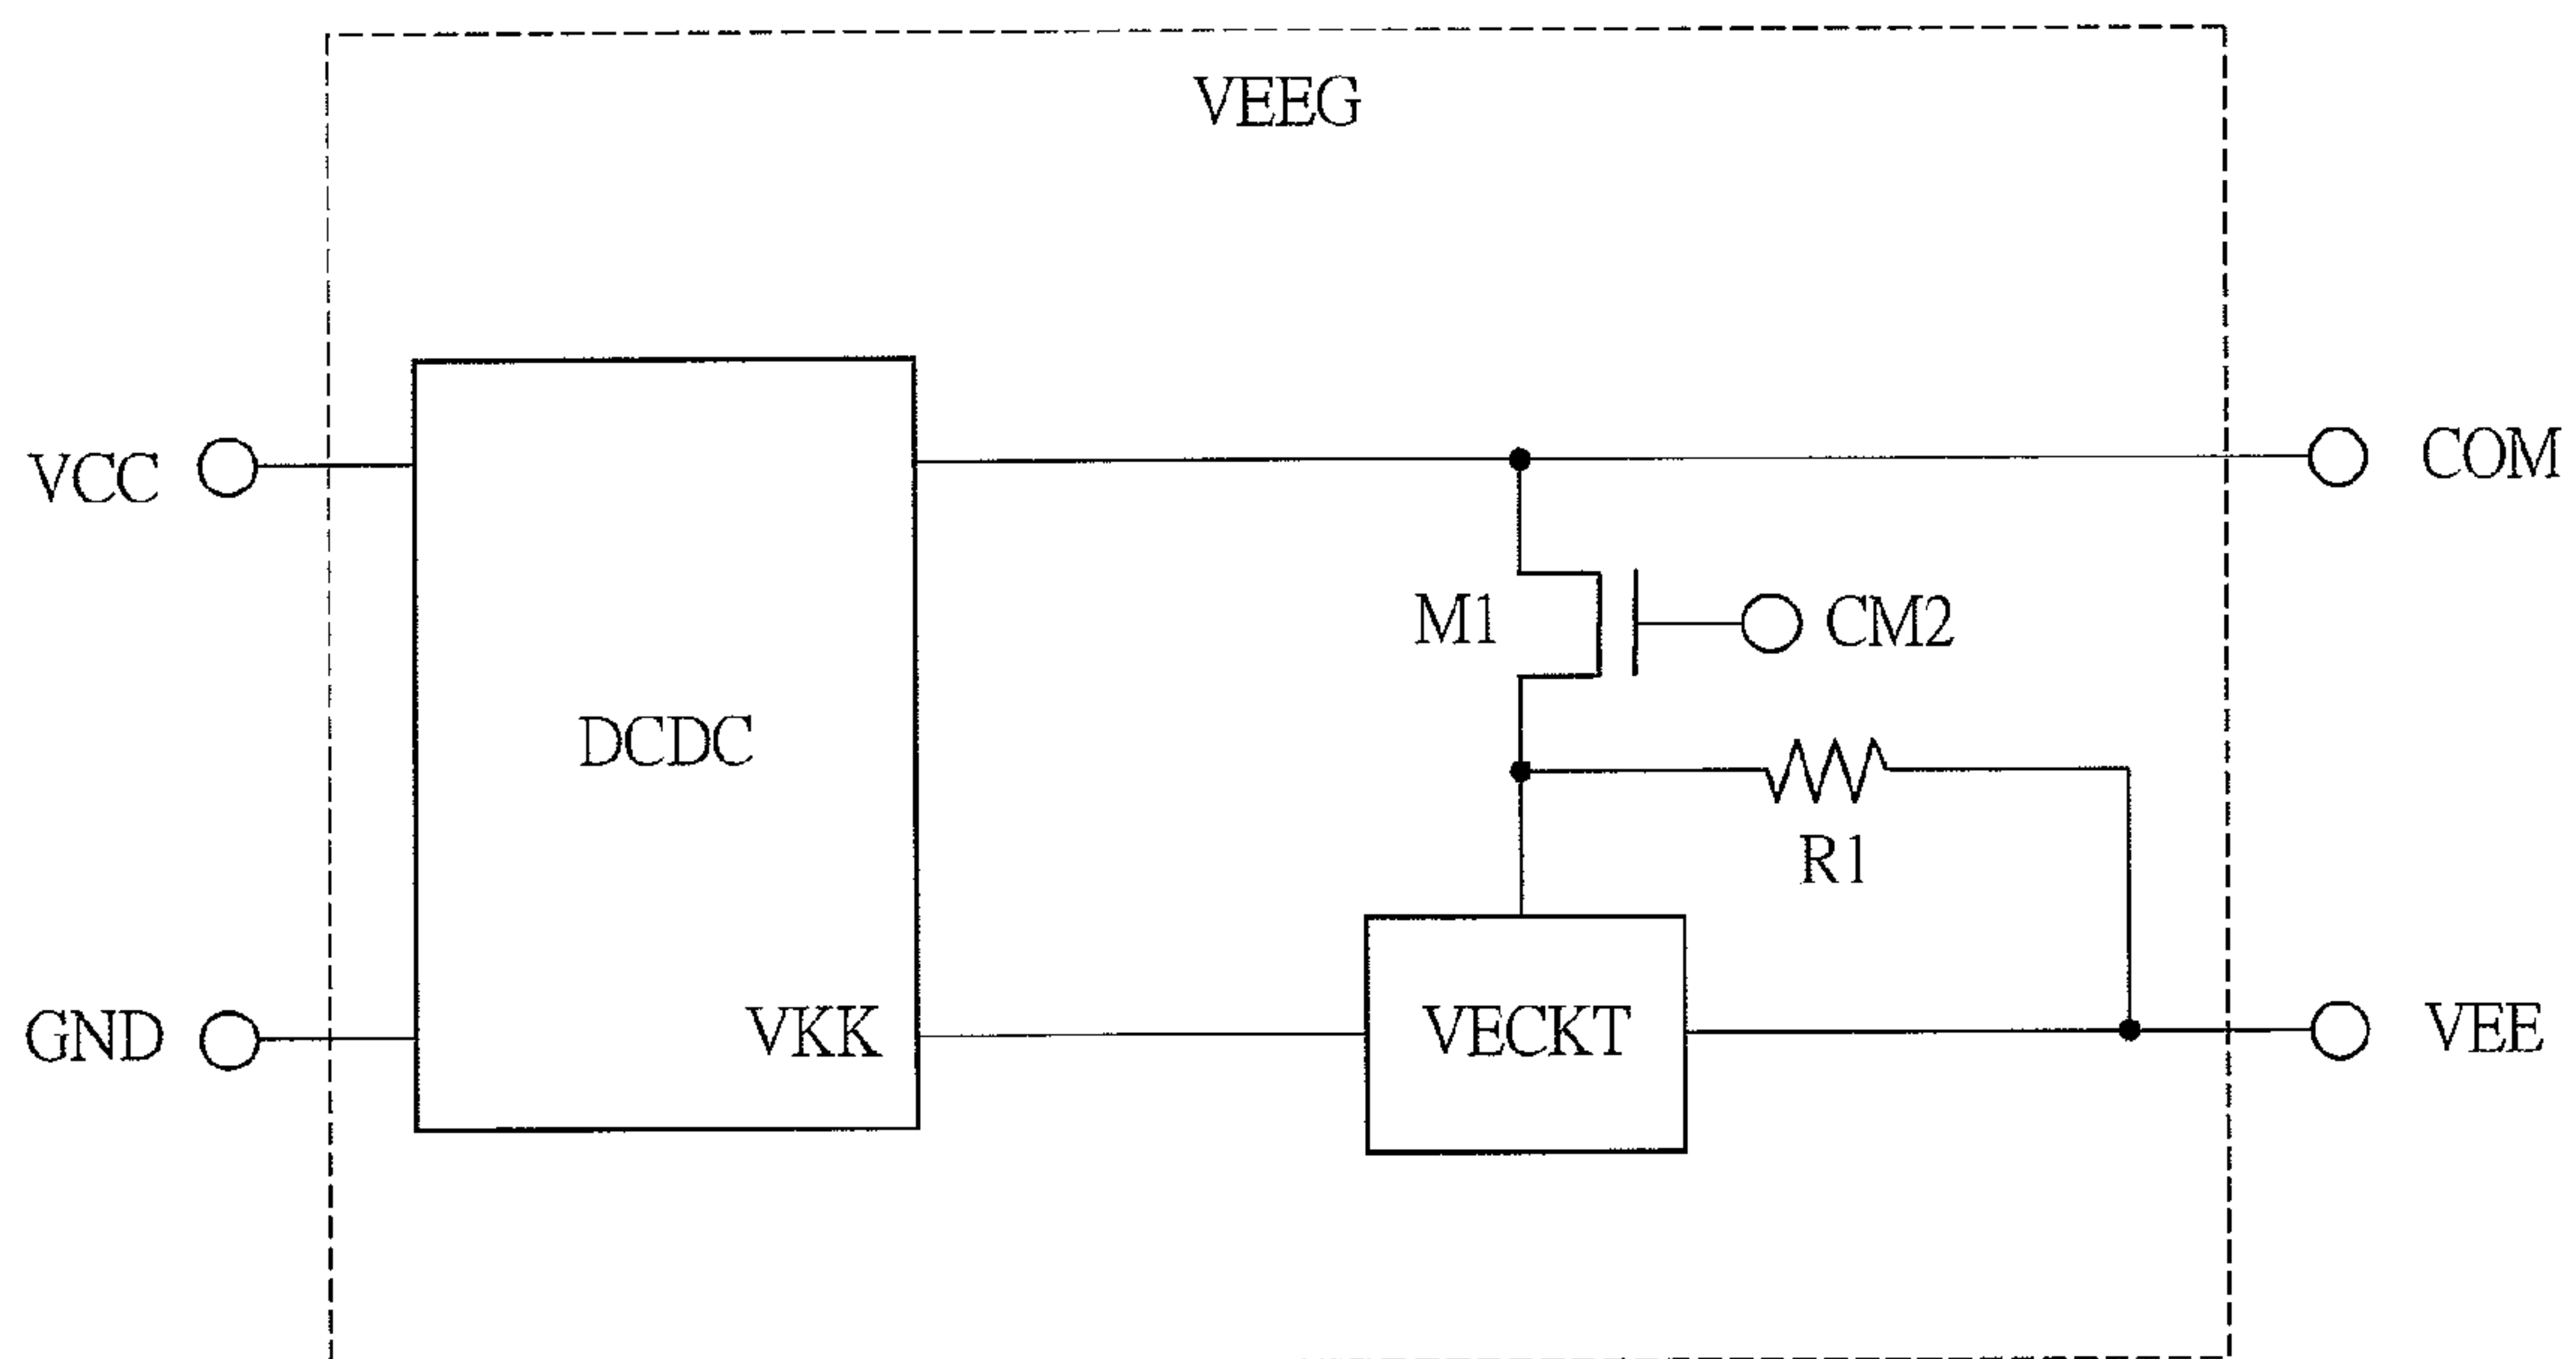 VEEG
VCC
COM
M1
CM2
DCDC
R1
GND
VKK
VECKT
VEE